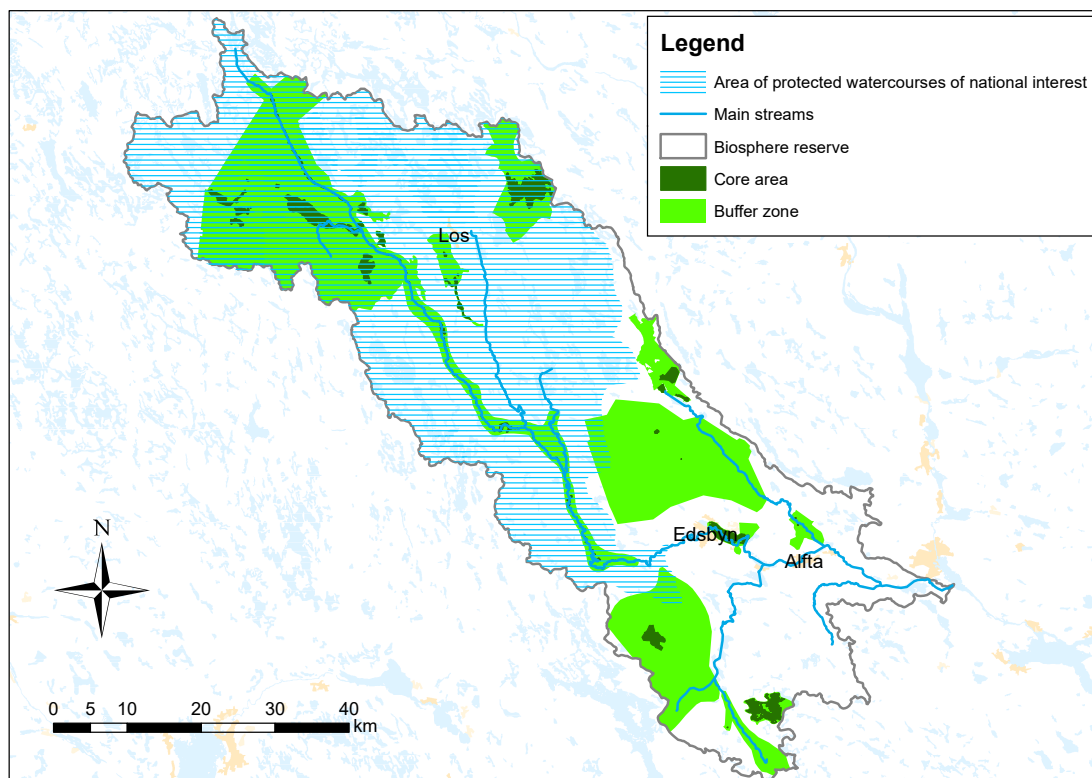 Legend
Area of protected watercourses of national interest
Main streams
Biosphere reserve
Core area
Buffer zone
Los
Edsbyn
Alfta
N
0 5 10 20 30 40
km